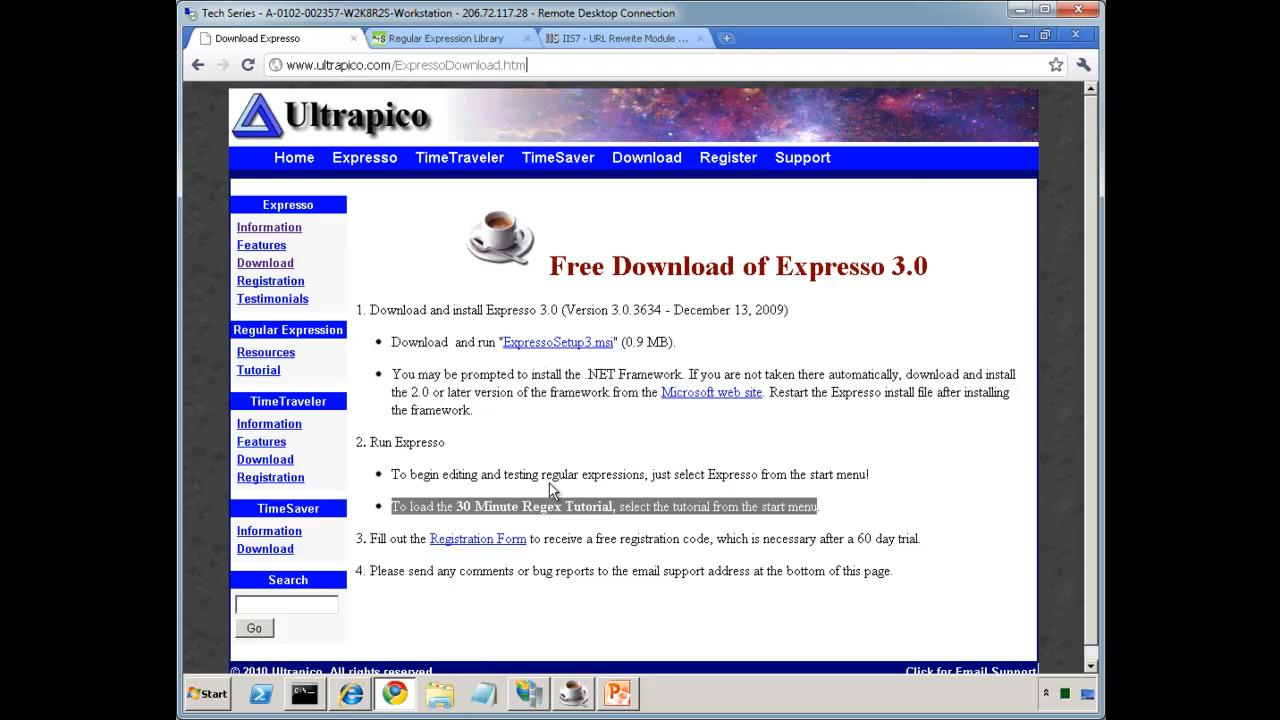 Tech Series - A-0102-002357-W2K8R2S-Workstation - 206.72.117.28 - Remote Desktop Connection
Download Expresso
Regular Expression Library
IIS7 - URL Rewrite Module ...
www.ultrapico.com/ExpressoDownload.htm
Ultrapico
Home Expresso TimeTraveler TimeSaver Download Register Support
Expresso
Information
Features
Download
Registration
Testimonials
Regular Expression
Resources
Tutorial
TimeTraveler
Information
Features
Download
Registration
TimeSaver
Information
Download
Search
Go
Free Download of Expresso 3.0
1. Download and install Expresso 3.0 (Version 3.0.3634 - December 13, 2009)
Download and run "ExpressoSetup3.msi" (0.9 MB).
You may be prompted to install the .NET Framework. If you are not taken there automatically, download and install
the 2.0 or later version of the framework from the Microsoft web site. Restart the Expresso install file after installing
the framework.
2. Run Expresso
To begin editing and testing regular expressions, just select Expresso from the start menu!
To load the 30 Minute Regex Tutorial, select the tutorial from the start menu.
3. Fill out the Registration Form to receive a free registration code, which is necessary after a 60 day trial.
4. Please send any comments or bug reports to the email support address at the bottom of this page.
© 2010 Ultrapico. All rights reserved
Click for Email Support
Start